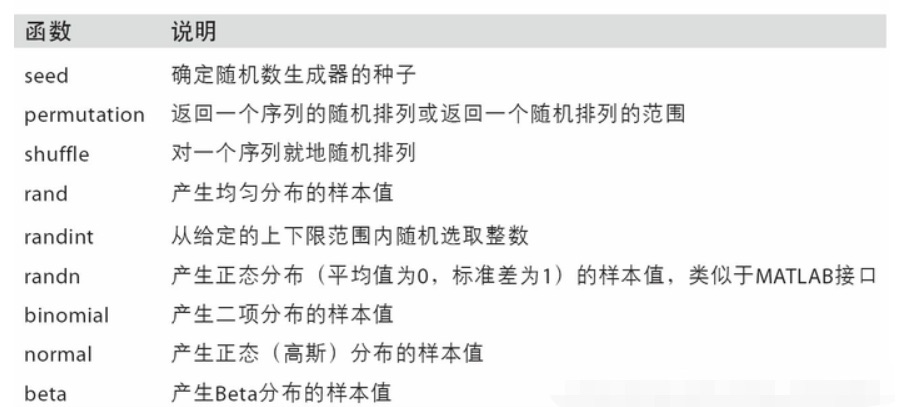 函数 说明
seed 确定随机数生成器的种子
permutation 返回一个序列的随机排列或返回一个随机排列的范围
shuffle 对一个序列就地随机排列
rand 产生均匀分布的样本值
randint 从给定的上下限范围内随机选取整数
randn 产生正态分布（平均值为0，标准差为1）的样本值，类似于MATLAB接口
binomial 产生二项分布的样本值
normal 产生正态（高斯）分布的样本值
beta 产生Beta分布的样本值